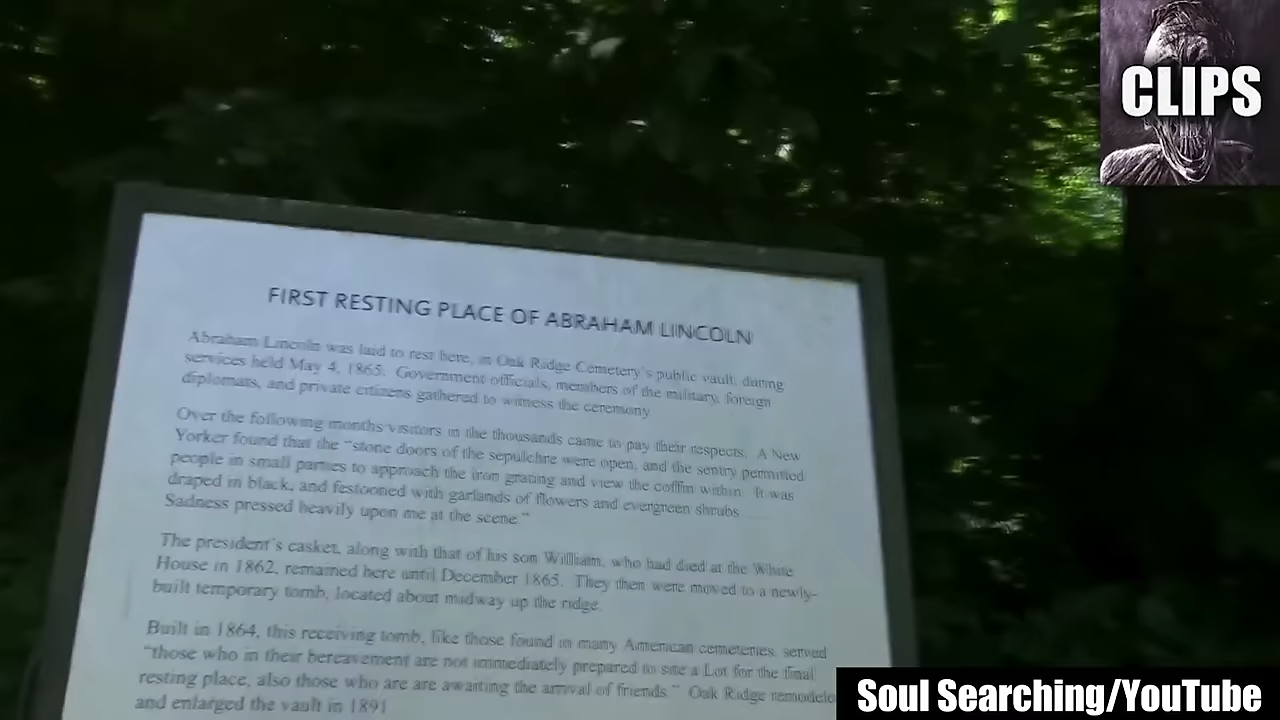 CLIPS
FIRST RESTING PLACE OF ABRAHAM LINCOLN
Abraham Lincoln was laid to rest here, in Oak Ridge Cemetery's public vault, during
services held May 4, 1865. Government officials, members of the military, foreign
diplomats, and private citizens gathered to witness the ceremony
Over the following months visitors in the thousands came to pay their respects. A New
Yorker found that the "stone doors of the sepulchre were open, and the sentry permitted
people in small parties to approach the iron grating and view the coffin within. It was
draped in black, and festooned with garlands of flowers and evergreen shrubs
Sadness pressed heavily upon me at the scene."
The president's casket, along with that of his son William, who had died at the White
House in 1862, remained here until December 1865. They then were moved to a newly-
built temporary tomb, located about midway up the ridge.
Built in 1864, this receiving tomb, like those found in many American cemeteries, served
"those who in their bereavement are not immediately prepared to site a Lot for the final
resting place, also those who are are awaiting the arrival of friends." Oak Ridge remodele
and enlarged the vault in 1891
Soul Searching/YouTube